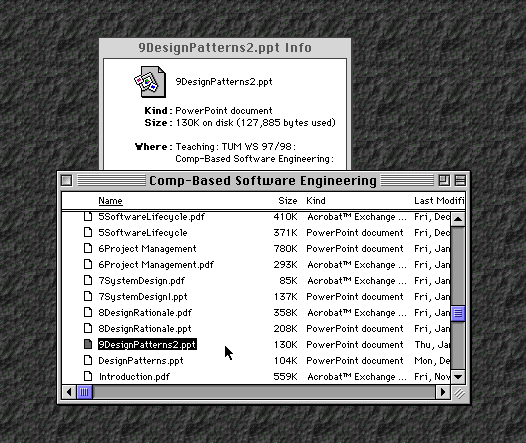 9DesignPatterns2.ppt Info
9DesignPatterns2.ppt
Kind: PowerPoint document
Size: 130K on disk (127,885 bytes used)
Where: Teaching: TUM WS 97/98:
Comp-Based Software Engineering:
Comp-Based Software Engineering
Name Size Kind Last Modifi
5SoftwareLifecycle.pdf 410K Acrobat™ Exchange ... Fri, Dec
5SoftwareLifecycle 371K PowerPoint document Fri, Dec
6Project Management 780K PowerPoint document Fri, Jan
6Project Management.pdf 293K Acrobat™ Exchange ... Fri, Jan
7SystemDesign.pdf 85K Acrobat™ Exchange ... Fri, Jan
7SystemDesignI.ppt 137K PowerPoint document Fri, Jan
8DesignRationale.pdf 358K Acrobat™ Exchange ... Fri, Jan
8DesignRationale.ppt 208K PowerPoint document Fri, Jan
9DesignPatterns2.ppt 130K PowerPoint document Thu, Jan
DesignPatterns.ppt 104K PowerPoint document Mon, De
Introduction.pdf 559K Acrobat™ Exchange ... Fri, Nov